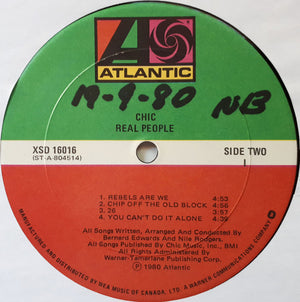 ATLANTIC
19-9-80 NB
CHIC
REAL PEOPLE
XSD 16016
(ST-A-804514)
SIDE TWO
1. REBELS ARE WE 4:53
2. CHIP OFF THE OLD BLOCK 4:56
3. 26 3:57
4. YOU CAN'T DO IT ALONE 4:39
All Songs Written, Arranged And Conducted By
Bernard Edwards And Nile Rodgers.
All Songs Published By Chic Music, Inc., BMI
All Rights Administered By
Warner-Tamerlane Publishing Corp.
℗ 1980 Atlantic
MANUFACTURED AND DISTRIBUTED BY WEA MUSIC OF CANADA, LTD. A WARNER COMMUNICATIONS COMPANY